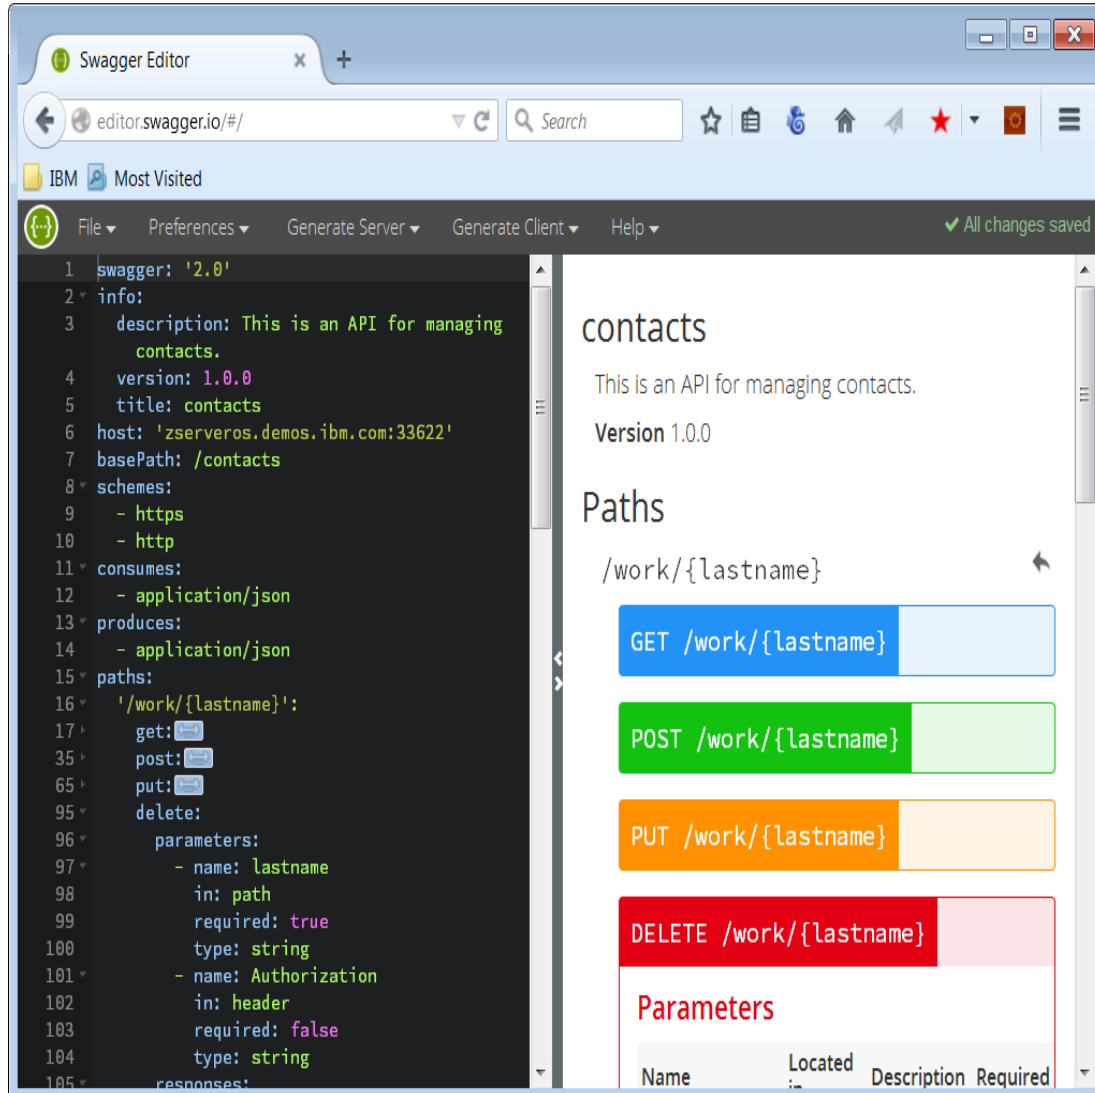 Swagger Editor
editor.swagger.io/#/
Search
IBM Most Visited
File Preferences Generate Server Generate Client Help All changes saved
1 swagger: '2.0'
2 info:
3 description: This is an API for managing
contacts.
4 version: 1.0.0
5 title: contacts
6 host: 'zserveros.demos.ibm.com:33622'
7 basePath: /contacts
8 schemes:
9 - https
10 - http
11 consumes:
12 - application/json
13 produces:
14 - application/json
15 paths:
16 '/work/{lastname}':
17 get:
35 post:
65 put:
95 delete:
96 parameters:
97 - name: lastname
98 in: path
99 required: true
100 type: string
101 - name: Authorization
102 in: header
103 required: false
104 type: string
105 responses:
contacts
This is an API for managing contacts.
Version 1.0.0
Paths
/work/{lastname}
GET /work/{lastname}
POST /work/{lastname}
PUT /work/{lastname}
DELETE /work/{lastname}
Parameters
Name Located in Description Required